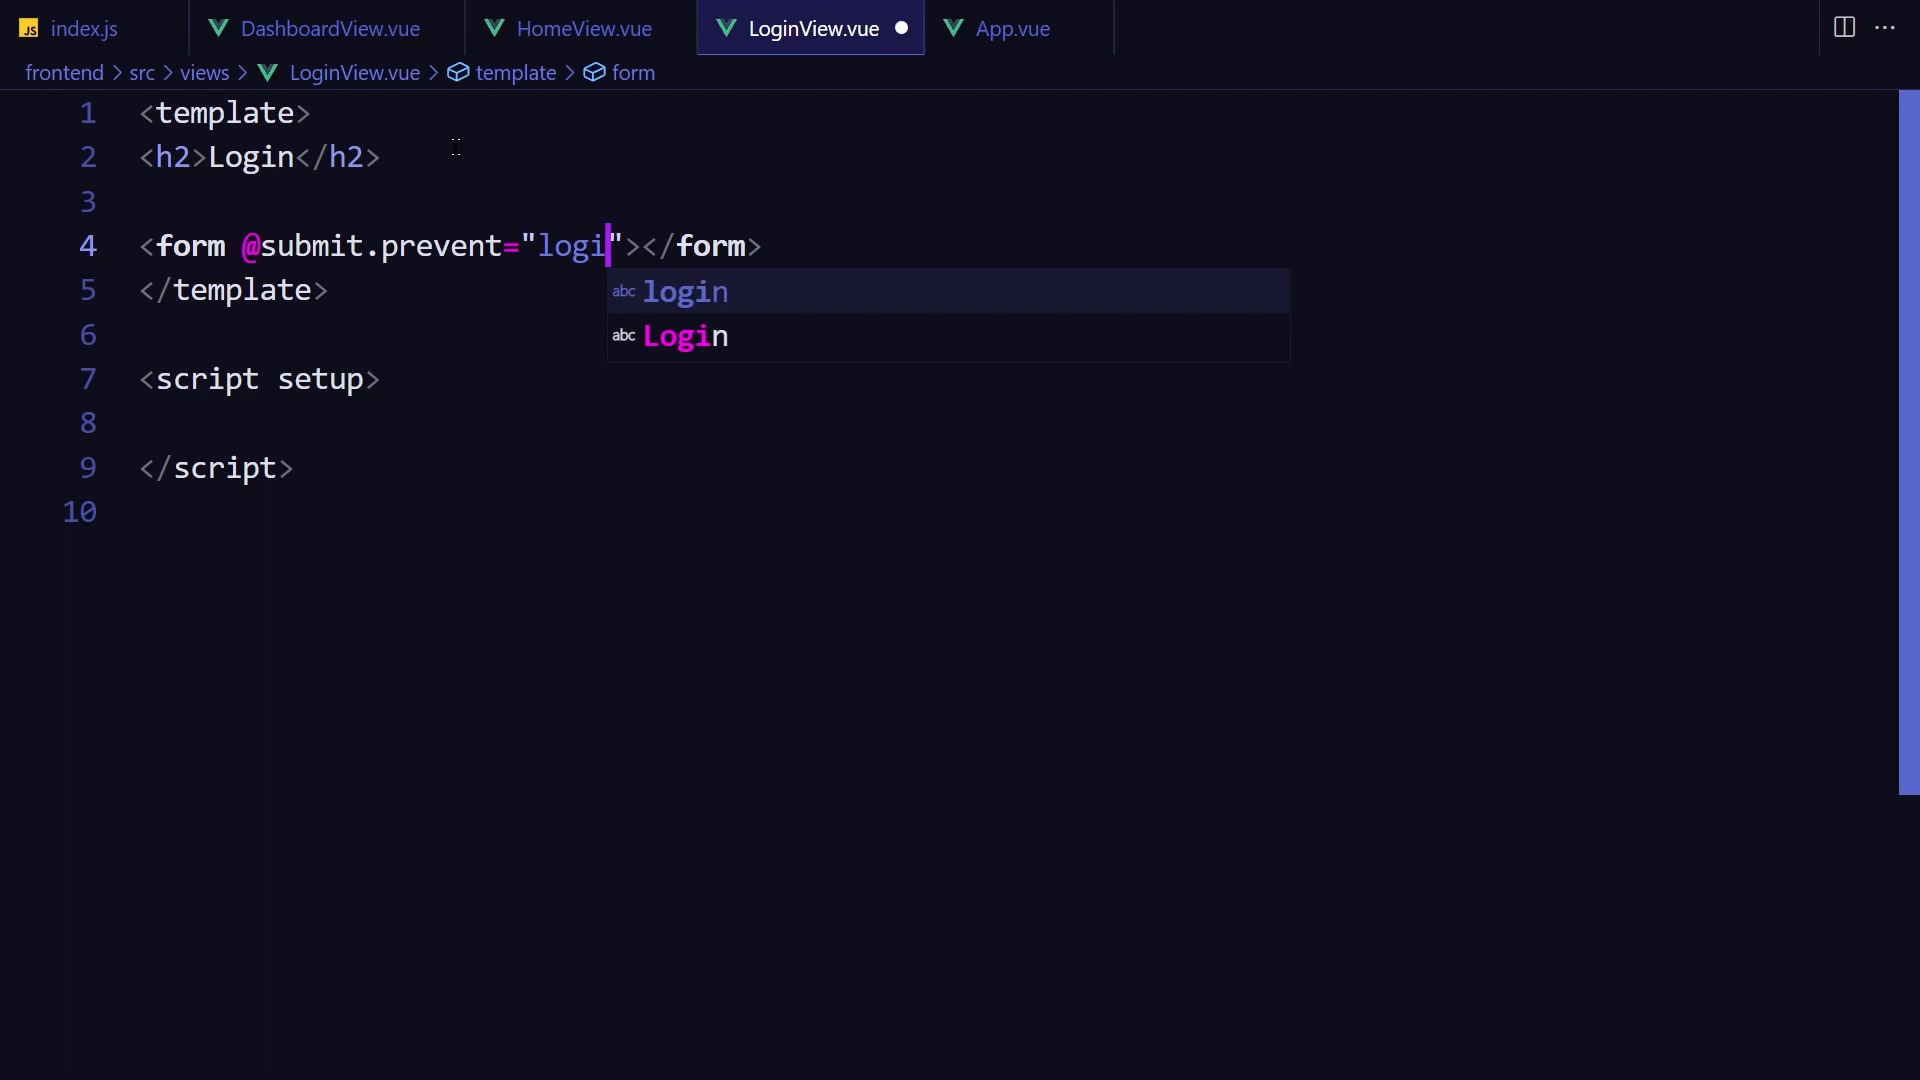 JS index.js DashboardView.vue HomeView.vue LoginView.vue App.vue
frontend > src > views > LoginView.vue > template > form
1 <template>
2 <h2>Login</h2>
3
4 <form @submit.prevent="logi"></form>
abc login
5 </template>
abc Login
6
7 <script setup>
8
9 </script>
10